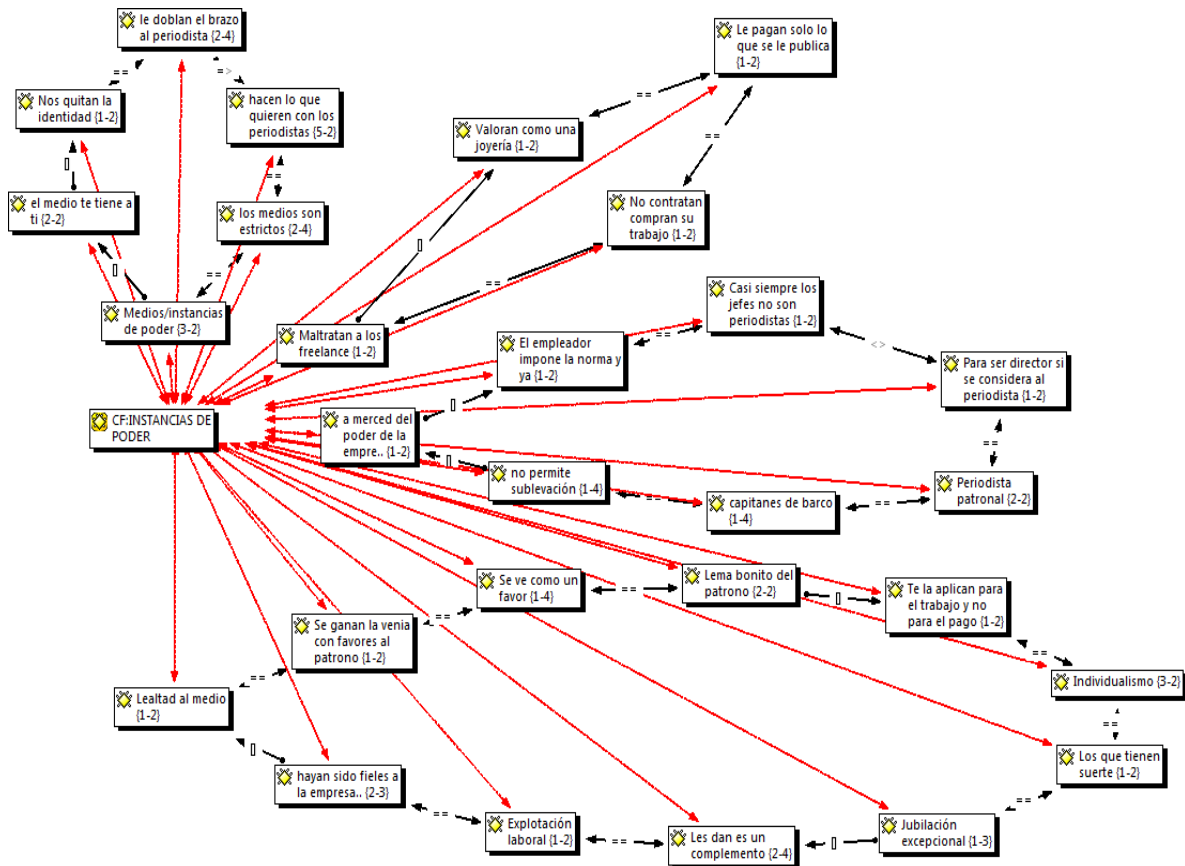 le doblan el brazo
al periodista {2-4}
Le pagan solo lo
que se le publica
{1-2}
==
=>
Nos quitan la
identidad {1-2}
hacen lo que
quieren con los
periodistas {5-2}
==
Valoran como una
joyería {1-2}
==
[]
==
el medio te tiene a
ti {2-2}
los medios son
estrictos {2-4}
No contratan
compran su
trabajo {1-2}
[]
==
[]
==
Medios/instancias
de poder {3-2}
Maltratan a los
freelance {1-2}
Casi siempre los
jefes no son
periodistas {1-2}
El empleador
impone la norma y
ya {1-2}
==
<>
Para ser director si
se considera al
periodista {1-2}
CF:INSTANCIAS DE
PODER
a merced del
poder de la
empre.. {1-2}
[]
==
[]
no permite
sublevación {1-4}
==
capitanes de barco
{1-4}
==
Periodista
patronal {2-2}
Se ve como un
favor {1-4}
==
Lema bonito del
patrono {2-2}
[]
Te la aplican para
el trabajo y no
para el pago
{1-2}
Se ganan la venia
con favores al
patrono {1-2}
==
==
Individualismo {3-2}
Lealtad al medio
{1-2}
==
==
[]
Los que tienen
suerte {1-2}
hayan sido fieles a
la empresa.. {2-3}
==
==
Explotación
laboral {1-2}
==
Les dan es un
complemento {2-4}
[]
Jubilación
excepcional {1-3}